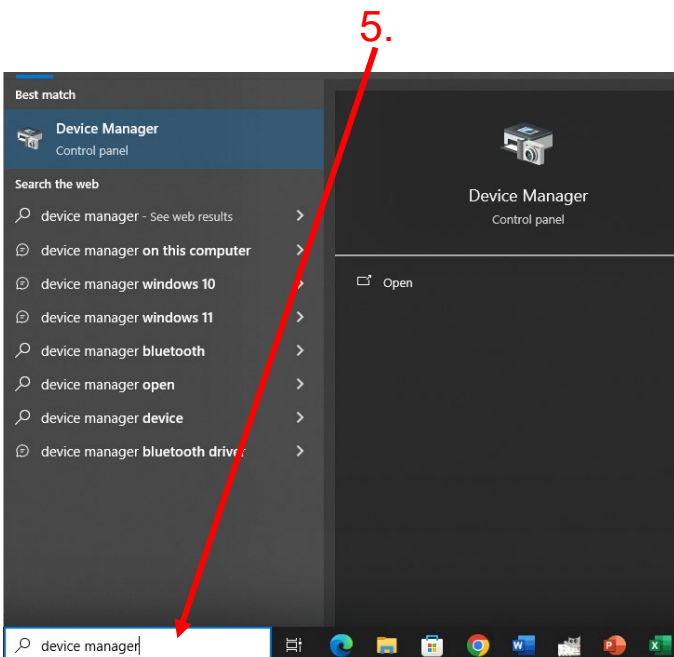 5.
Best match
Device Manager
Control panel
Search the web
device manager - See web results
device manager on this computer
device manager windows 10
device manager windows 11
device manager bluetooth
device manager open
device manager device
device manager bluetooth driver
Device Manager
Control panel
Open
device manager
W
P
X